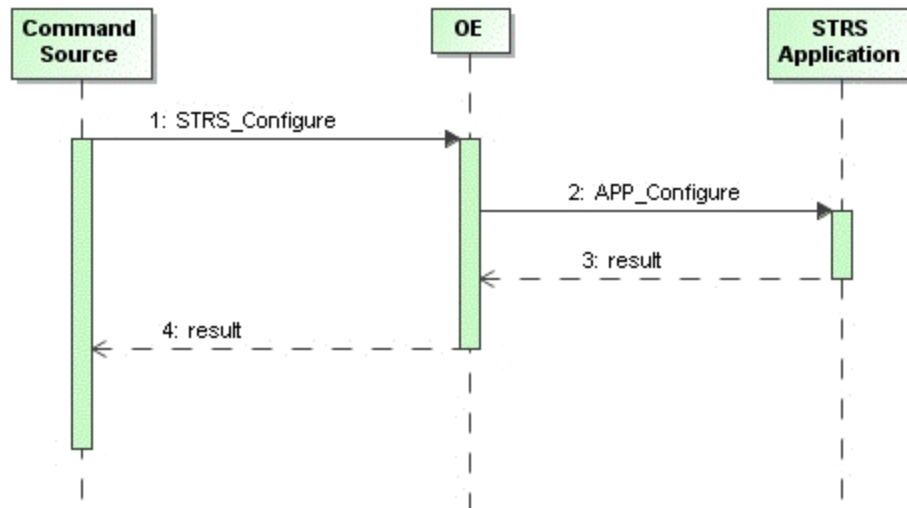 Command
Source
OE
STRS
Application
1: STRS_Configure
2: APP_Configure
3: result
4: result